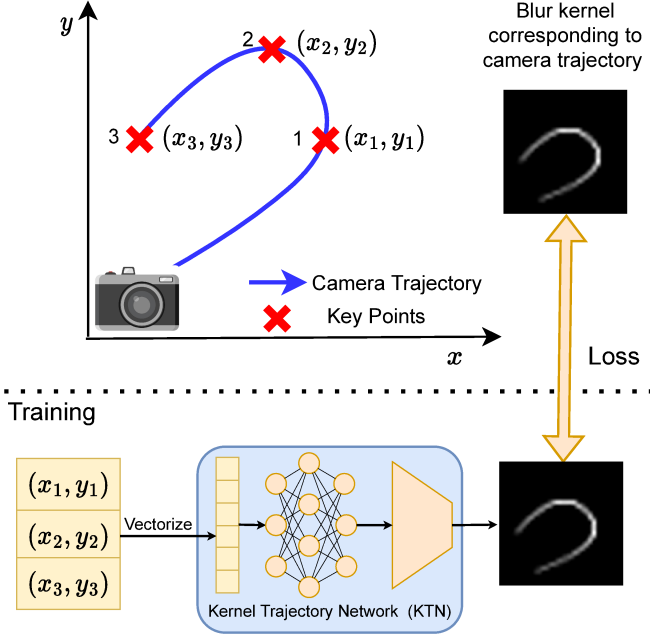 y
2
(x₂, y₂)
Blur kernel
corresponding to
camera trajectory
3
(x₃, y₃)
1
(x₁, y₁)
Camera Trajectory
Key Points
x
Loss
Training
(x₁, y₁)
(x₂, y₂)
(x₃, y₃)
Vectorize
Kernel Trajectory Network (KTN)